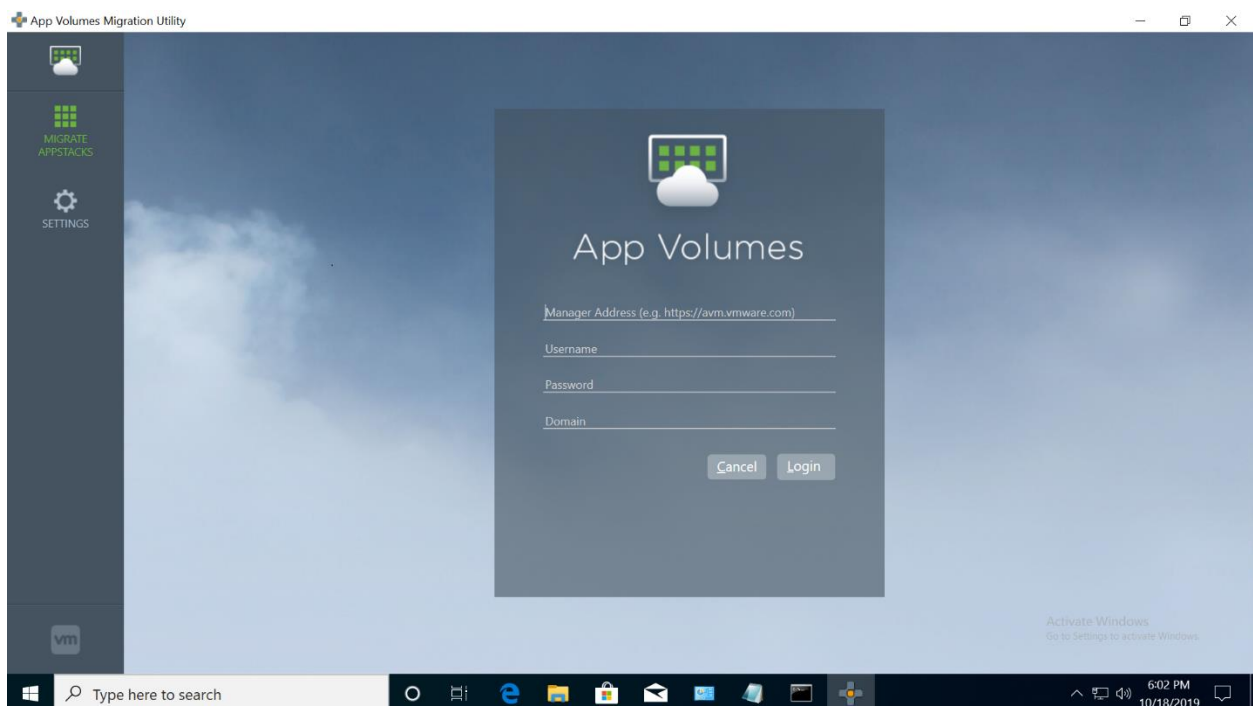 App Volumes Migration Utility
MIGRATE
APPSTACKS
SETTINGS
App Volumes
Manager Address (e.g. https://avm.vmware.com)
Username
Password
Domain
Cancel Login
vm
Activate Windows
Go to Settings to activate Windows.
Type here to search
6:02 PM
10/18/2019